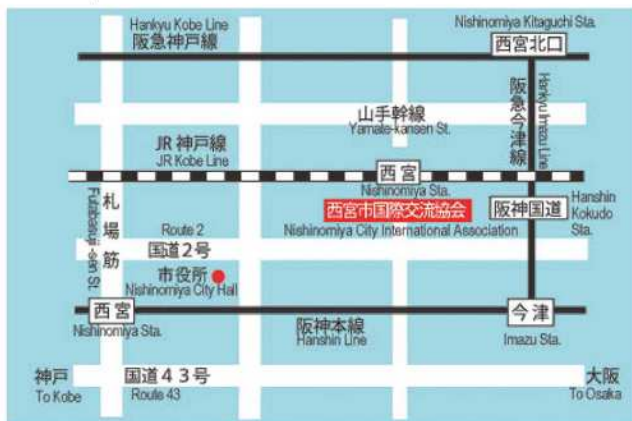 Hankyu Kobe Line
阪急神戸線
Nishinomiya Kitaguchi Sta.
西宮北口
阪急今津線
Hankyu Imazu Line
山手幹線
Yamate-kansen St.
JR 神戸線
JR Kobe Line
西宮
Nishinomiya Sta.
札場筋
Fudabasuji-sen St.
西宮市国際交流協会
Nishinomiya City International Association
阪神国道
Hanshin
Kokudo
Sta.
Route 2
国道2号
市役所
Nishinomiya City Hall
西宮
Nishinomiya Sta.
阪神本線
Hanshin Line
今津
Imazu Sta.
神戸
To Kobe
国道43号
Route 43
大阪
To Osaka